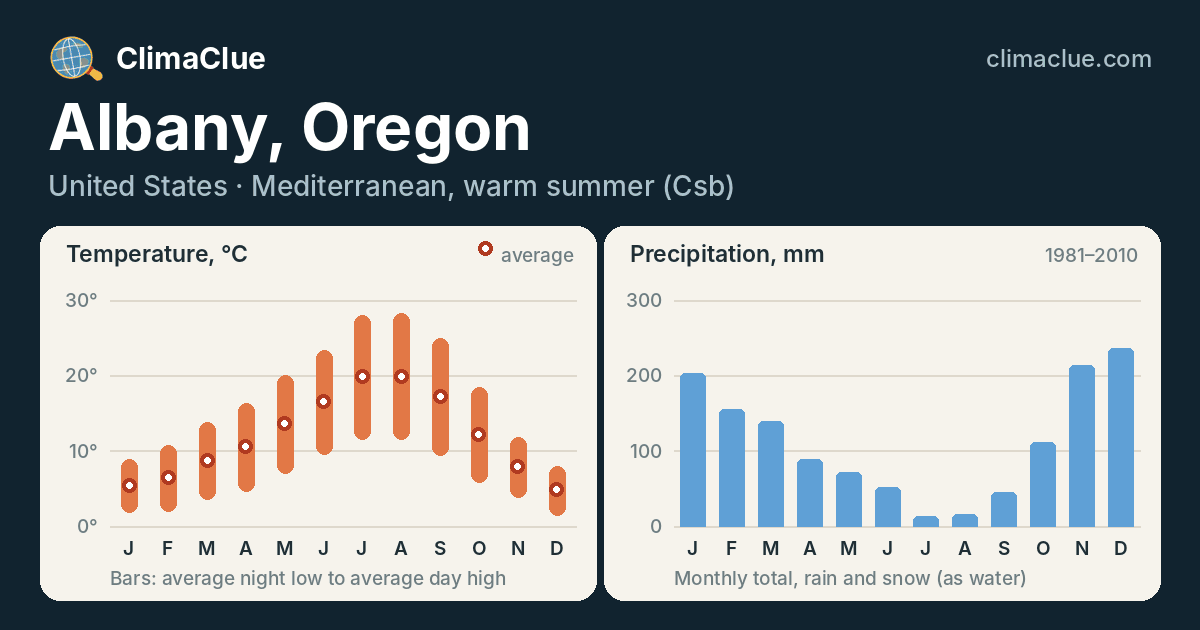 ClimaClue
climaclue.com
Albany, Oregon
United States · Mediterranean, warm summer (Csb)
Temperature, °C
average
30°
20°
10°
0°
J F M A M J J A S O N D
Bars: average night low to average day high
Precipitation, mm
1981–2010
300
200
100
0
J F M A M J J A S O N D
Monthly total, rain and snow (as water)